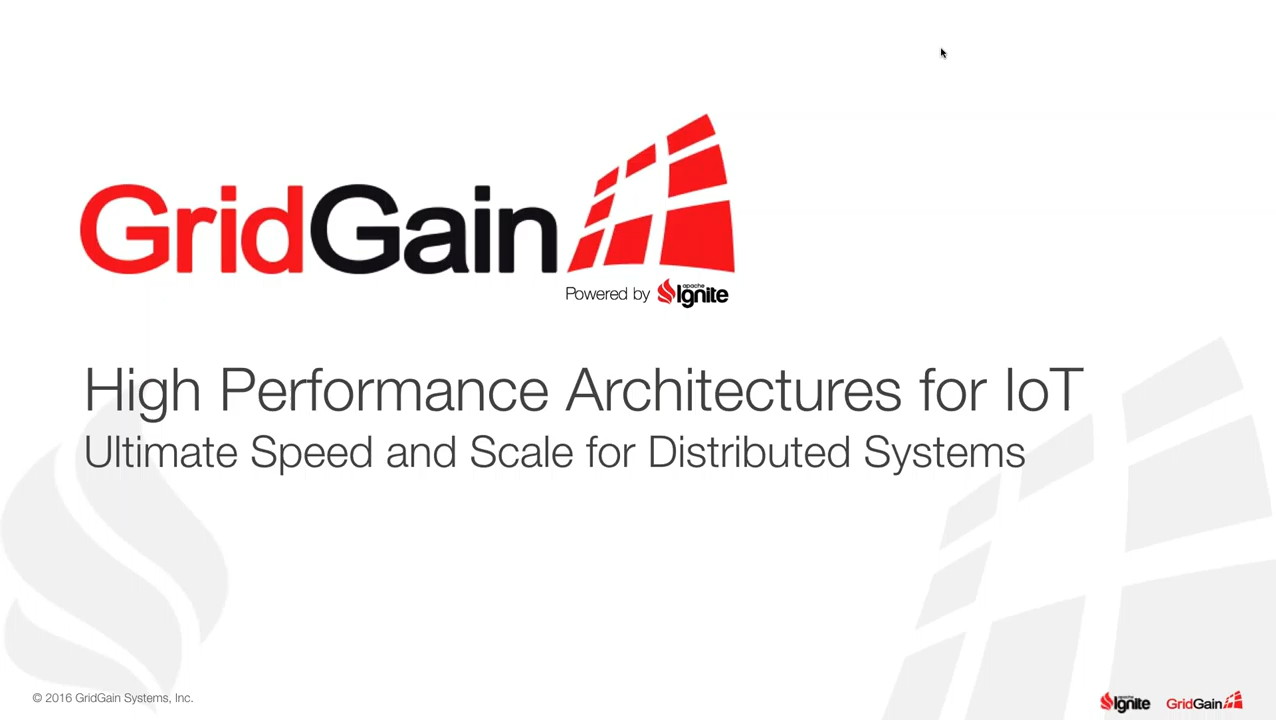 GridGain
Powered by apache Ignite
High Performance Architectures for IoT
Ultimate Speed and Scale for Distributed Systems
© 2016 GridGain Systems, Inc.
apache Ignite GridGain